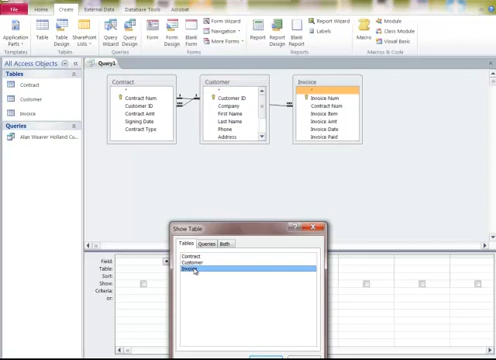 File Home Create External Data Database Tools Acrobat
Application Parts Table Table Design SharePoint Lists Query Wizard Query Design Form Form Design Blank Form Form Wizard Navigation More Forms Report Report Design Blank Report Report Wizard Labels Macro Module Class Module Visual Basic
Templates Tables Queries Forms Reports Macros & Code
All Access Objects
Tables
Contract
Customer
Invoice
Queries
Alan Weaver Holland Cu...
Query1
Contract
*
Contract Num
Customer ID
Contract Amt
Signing Date
Contract Type
Customer
*
Customer ID
Company
First Name
Last Name
Phone
Address
Invoice
*
Invoice Num
Contract Num
Invoice Item
Invoice Amt
Invoice Date
Invoice Paid
Show Table
Tables Queries Both
Contract
Customer
Invoice
Field:
Table:
Sort:
Show:
Criteria:
or: